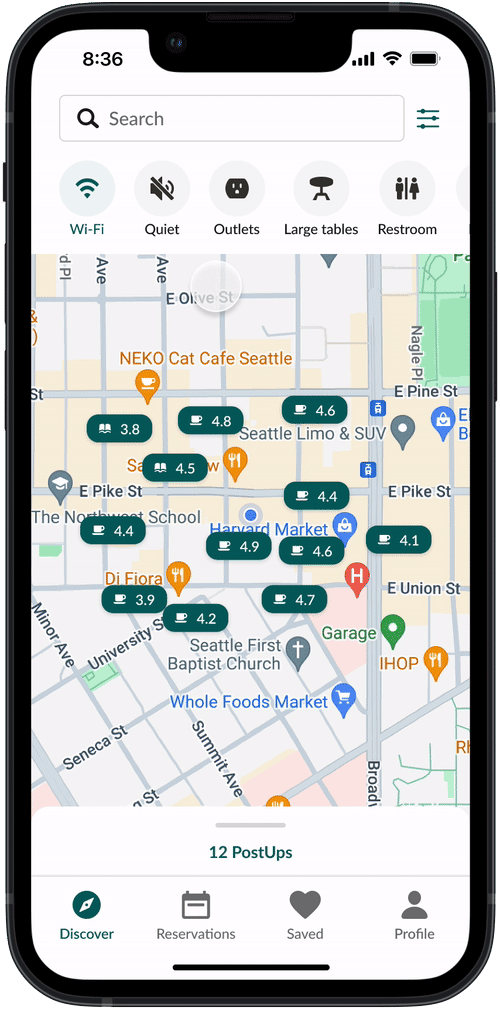 8:36
Search
Wi-Fi
Quiet
Outlets
Large tables
Restroom
Pl
Ave
Ave
Pa
E Olive St
&
)
NEKO Cat Cafe Seattle
Nagle Pl
St
E Pine St
4.6
3.8
4.8
Seattle Limo & SUV
El
B
4.5
E Pike St
4.4
E Pike St
The Northwest School
4.4
Harvard Market
4.9
4.6
4.1
Di Fiora
H
E Union St
3.9
4.7
4.2
Minor Ave
University St
Garage
Seattle First
Baptist Church
IHOP
Whole Foods Market
Seneca St
Summit Ave
Broadw
g St
12 PostUps
Discover
Reservations
Saved
Profile